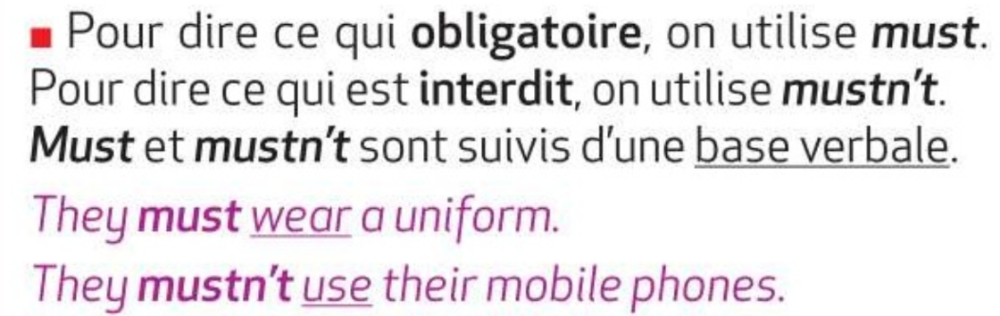 Pour dire ce qui obligatoire, on utilise must.
Pour dire ce qui est interdit, on utilise mustn't.
Must et mustn't sont suivis d'une base verbale.
They must wear a uniform.
They mustn't use their mobile phones.